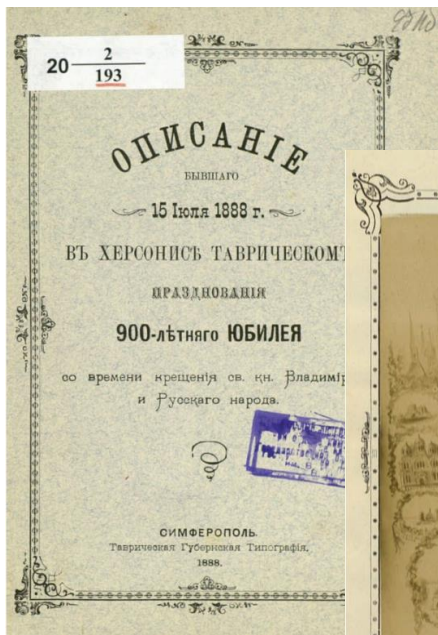 20 2
193
ОПИСАНІЕ
БЫВШАГО
15 Іюля 1888 г.
ВЪ ХЕРСОНИСѢ ТАВРИЧЕСКОМЪ
ПРАЗДНОВАНІЯ
900-лѣтняго ЮБИЛЕЯ
со времени крещенія св. кн.
и Русскаго народа.
СИМФЕРОПОЛЬ.
Таврическая Губернская Типографія.
1888.